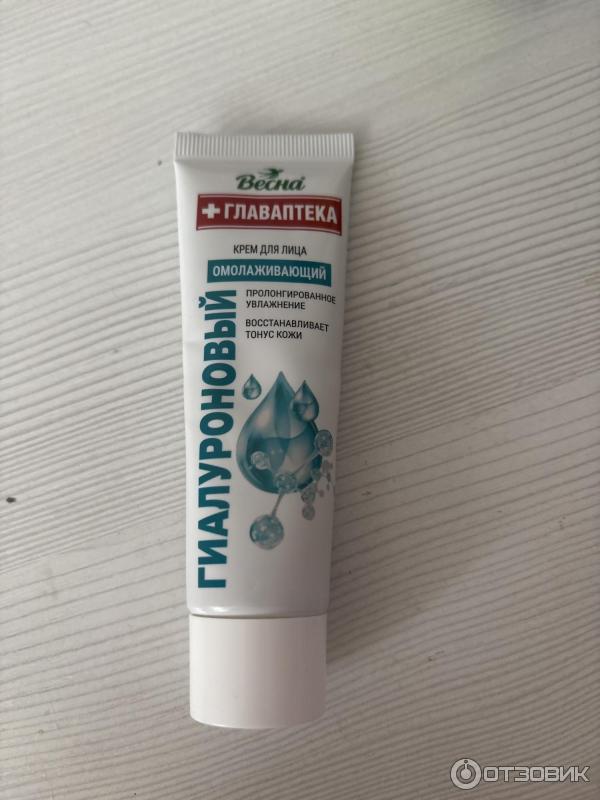 Весна
ГЛАВАПТЕКА
КРЕМ ДЛЯ ЛИЦА
ОМОЛАЖИВАЮЩИЙ
ПРОЛОНГИРОВАННОЕ
УВЛАЖНЕНИЕ
ВОССТАНАВЛИВАЕТ
ТОНУС КОЖИ
ГИАЛУРОНОВЫЙ
ОТЗОВИК